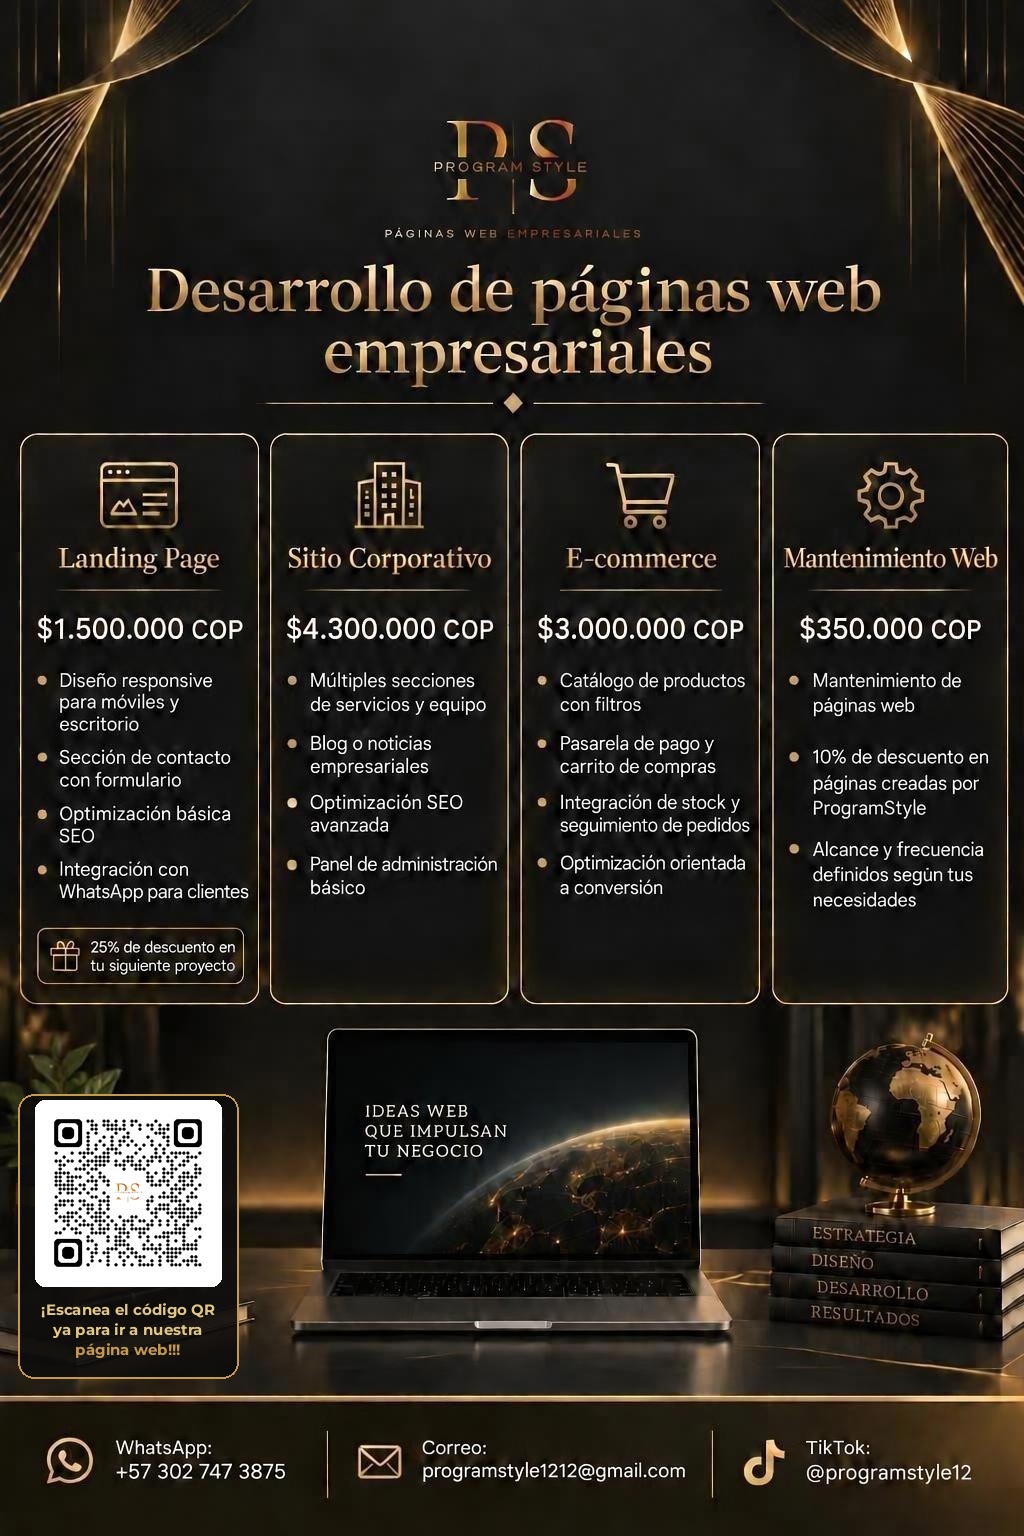 PS
PROGRAM STYLE
PÁGINAS WEB EMPRESARIALES
Desarrollo de páginas web
empresariales
Landing Page
$1.500.000 COP
Diseño responsive
para móviles y
escritorio
Sección de contacto
con formulario
Optimización básica
SEO
Integración con
WhatsApp para clientes
25% de descuento en
tu siguiente proyecto
Sitio Corporativo
$4.300.000 COP
Múltiples secciones
de servicios y equipo
Blog o noticias
empresariales
Optimización SEO
avanzada
Panel de administración
básico
E-commerce
$3.000.000 COP
Catálogo de productos
con filtros
Pasarela de pago y
carrito de compras
Integración de stock y
seguimiento de pedidos
Optimización orientada
a conversión
Mantenimiento Web
$350.000 COP
Mantenimiento de
páginas web
10% de descuento en
páginas creadas por
ProgramStyle
Alcance y frecuencia
definidos según tus
necesidades
IDEAS WEB
QUE IMPULSAN
TU NEGOCIO
ESTRATEGIA
DISEÑO
DESARROLLO
RESULTADOS
PS
¡Escanea el código QR
ya para ir a nuestra
página web!!!
WhatsApp:
+57 302 747 3875
Correo:
programstyle1212@gmail.com
TikTok:
@programstyle12